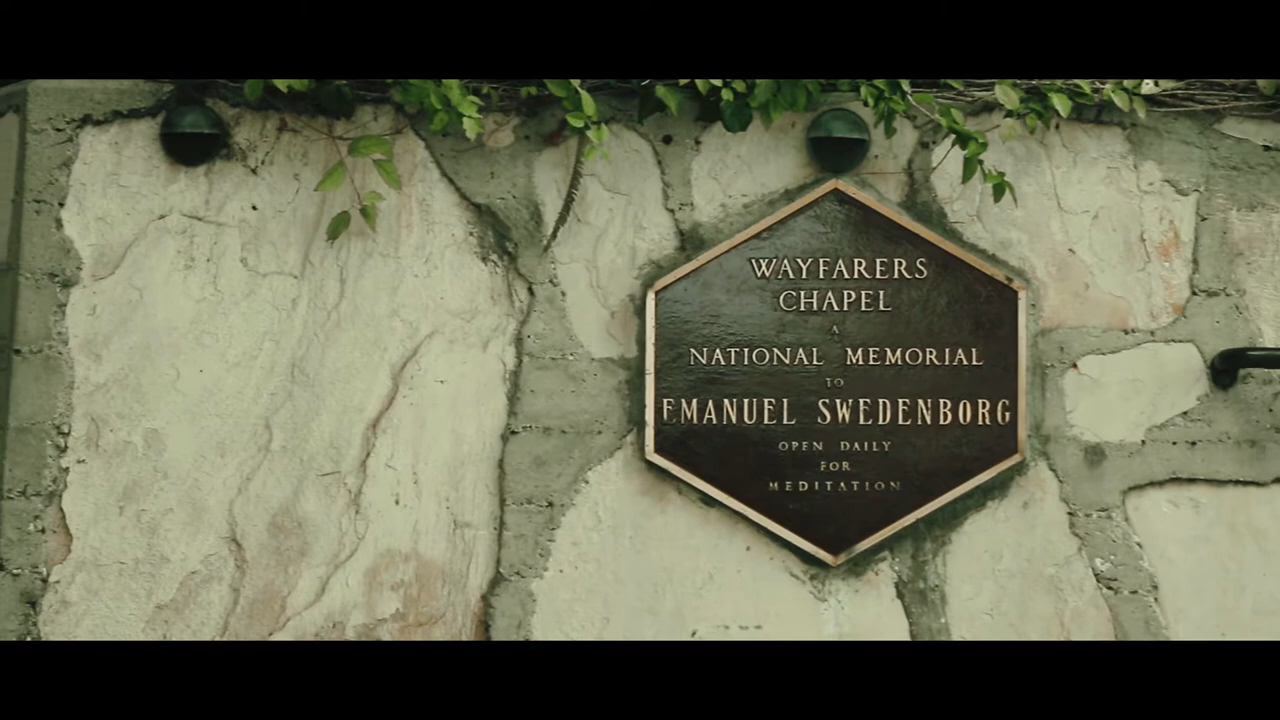 WAYFARERS
CHAPEL
A
NATIONAL MEMORIAL
TO
EMANUEL SWEDENBORG
OPEN DAILY
FOR
MEDITATION